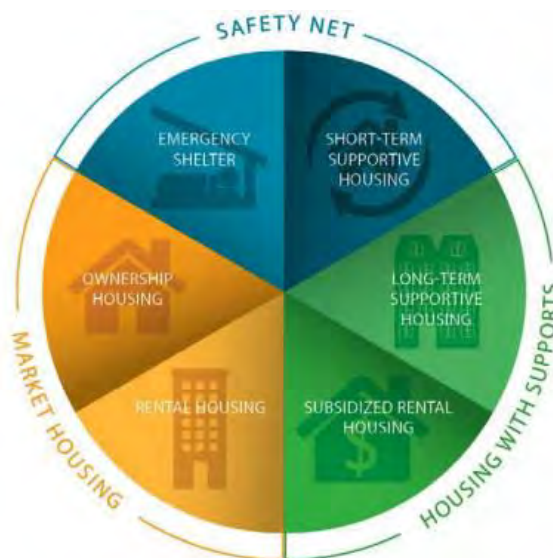 SAFETY NET
EMERGENCY
SHELTER
SHORT-TERM
SUPPORTIVE
HOUSING
OWNERSHIP
HOUSING
LONG-TERM
SUPPORTIVE
HOUSING
RENTAL HOUSING
SUBSIDIZED RENTAL
HOUSING
$
MARKET HOUSING
HOUSING WITH SUPPORTS